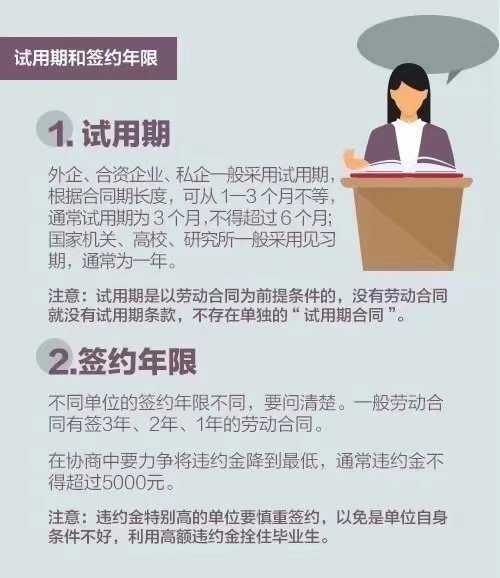 试用期和签约年限
1. 试用期
外企、合资企业、私企一般采用试用期,
根据合同期长度，可从1—3个月不等,
通常试用期为3个月,不得超过6个月;
国家机关、高校、研究所一般采用见习
期，通常为一年。
注意：试用期是以劳动合同为前提条件的，没有劳动合同
就没有试用期条款，不存在单独的“试用期合同”。
2.签约年限
不同单位的签约年限不同，要问清楚。一般劳动合
同有签3年、2年、1年的劳动合同。
在协商中要力争将违约金降到最低，通常违约金不
得超过5000元。
注意：违约金特别高的单位要慎重签约，以免是单位自身
条件不好，利用高额违约金拴住毕业生。